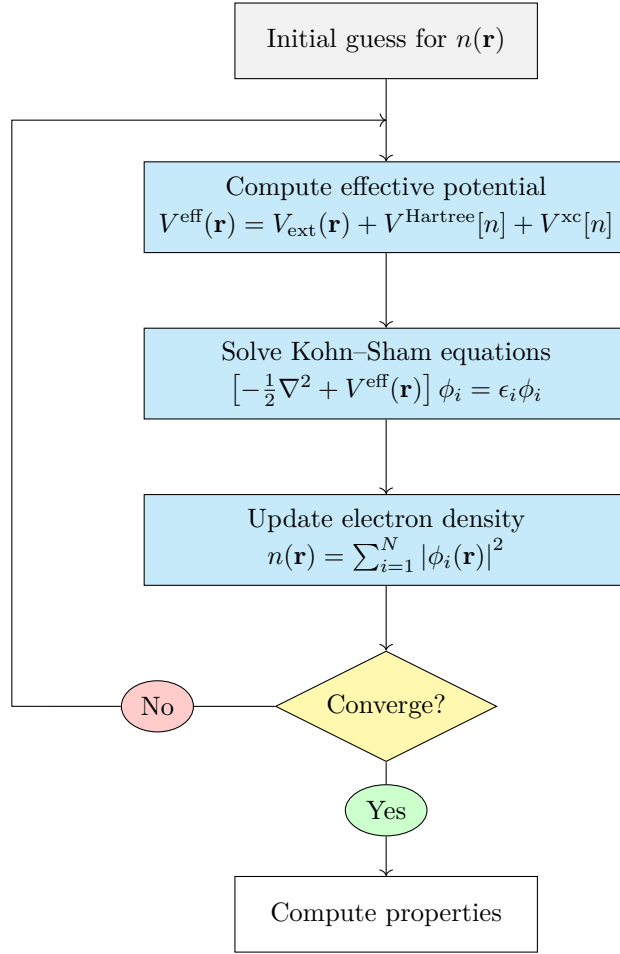 Initial guess for n(𝐫)
Compute effective potential
V^eff(𝐫) = V_ext(𝐫) + V^Hartree[n] + V^xc[n]
Solve Kohn–Sham equations
[−½∇² + V^eff(𝐫)] ϕ_i = ϵ_i ϕ_i
Update electron density
n(𝐫) = ∑_{i=1}^{N} |ϕ_i(𝐫)|²
No
Converge?
Yes
Compute properties